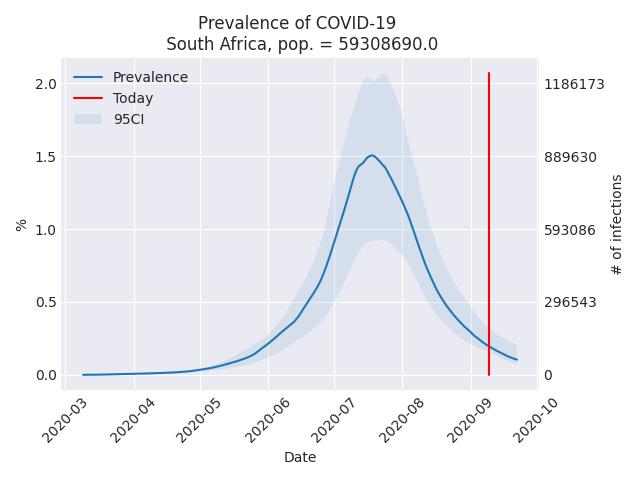 Prevalence of COVID-19
South Africa, pop. = 59308690.0
Prevalence
Today
95CI
2.0
1.5
1.0
0.5
0.0
%
1186173
889630
593086
296543
0
# of infections
2020-03
2020-04
2020-05
2020-06
2020-07
2020-08
2020-09
2020-10
Date